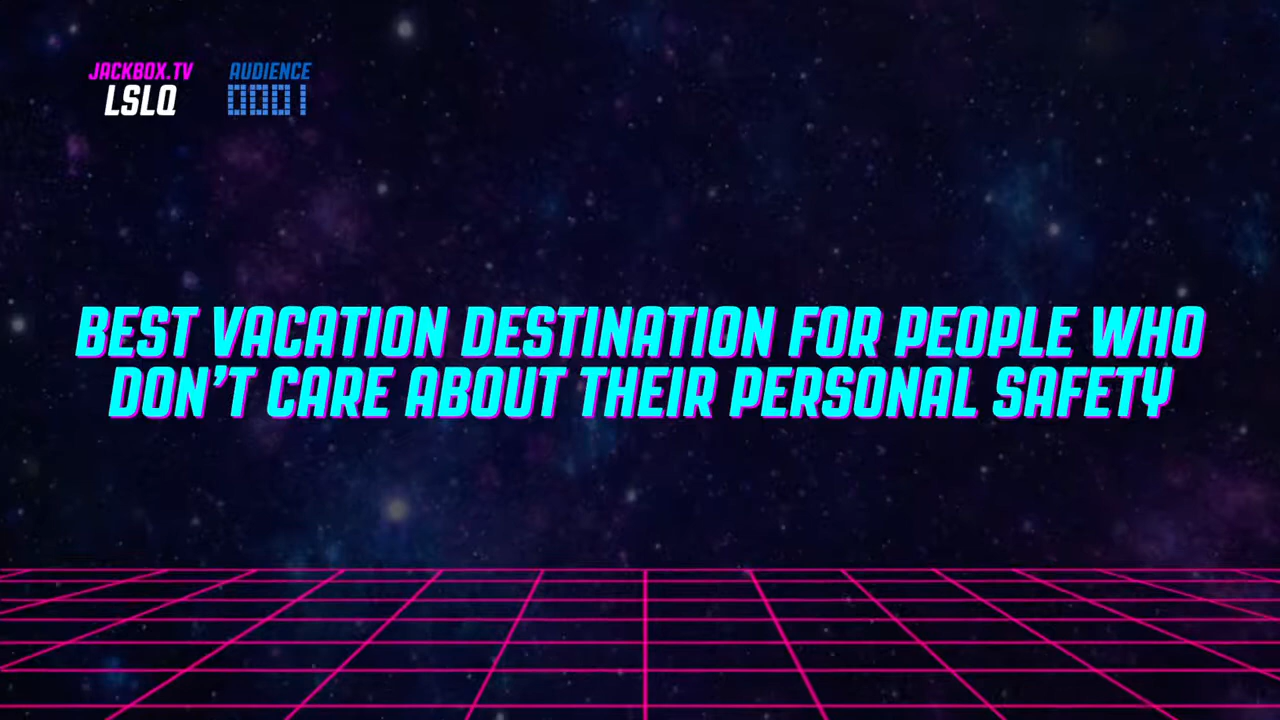 JACKBOX.TV
LSLQ
AUDIENCE
0001
BEST VACATION DESTINATION FOR PEOPLE WHO
DON'T CARE ABOUT THEIR PERSONAL SAFETY